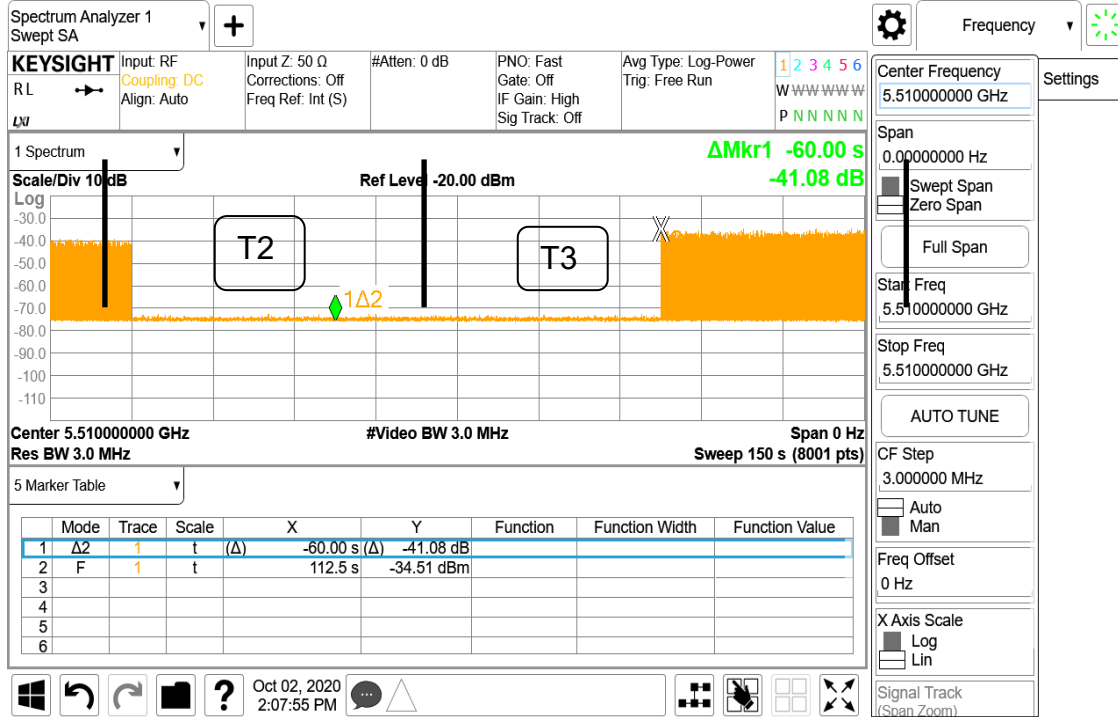 Spectrum Analyzer 1
Swept SA
Frequency
KEYSIGHT
RL
LXI
Input: RF
Coupling: DC
Align: Auto
Input Z: 50 Ω
Corrections: Off
Freq Ref: Int (S)
#Atten: 0 dB
PNO: Fast
Gate: Off
IF Gain: High
Sig Track: Off
Avg Type: Log-Power
Trig: Free Run
1 2 3 4 5 6
W W W W W W
P N N N N N
1 Spectrum
ΔMkr1 -60.00 s
-41.08 dB
Scale/Div 10 dB
Ref Level -20.00 dBm
Log
-30.0
-40.0
-50.0
-60.0
-70.0
-80.0
-90.0
-100
-110
T2
T3
1Δ2
Center 5.510000000 GHz
#Video BW 3.0 MHz
Span 0 Hz
Res BW 3.0 MHz
Sweep 150 s (8001 pts)
5 Marker Table
Mode Trace Scale X Y Function Function Width Function Value
1 Δ2 1 t (Δ) -60.00 s (Δ) -41.08 dB
2 F 1 t 112.5 s -34.51 dBm
3
4
5
6
Oct 02, 2020
2:07:55 PM
Center Frequency
5.510000000 GHz
Settings
Span
0.00000000 Hz
Swept Span
Zero Span
Full Span
Start Freq
5.510000000 GHz
Stop Freq
5.510000000 GHz
AUTO TUNE
CF Step
3.000000 MHz
Auto
Man
Freq Offset
0 Hz
X Axis Scale
Log
Lin
Signal Track
(Span Zoom)